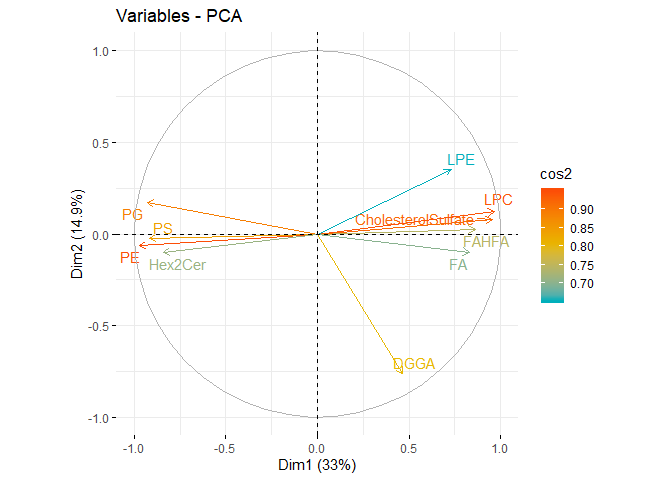 Variables - PCA
1.0
0.5
0.0
-0.5
-1.0
Dim2 (14.9%)
LPE
LPC
CholesterolSulfate
FAHFA
FA
PG
PS
PE
Hex2Cer
DGGA
-1.0 -0.5 0.0 0.5 1.0
Dim1 (33%)
cos2
0.90
0.85
0.80
0.75
0.70